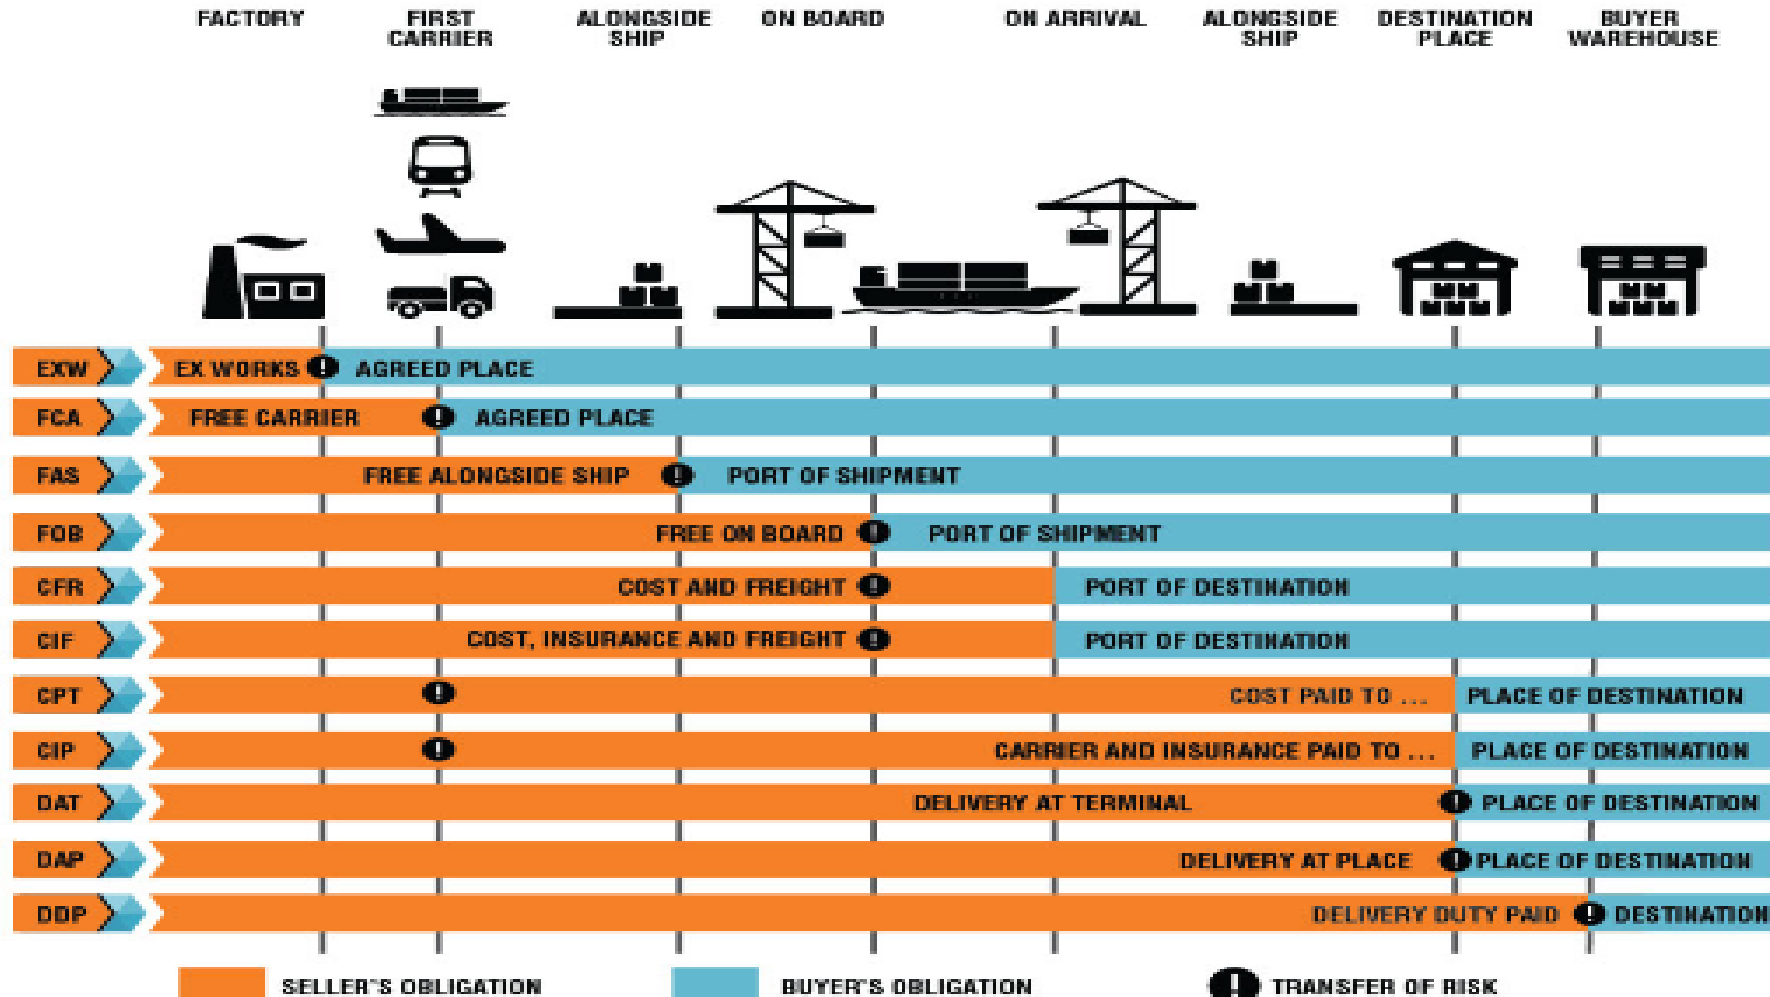 FACTORY
FIRST
CARRIER
ALONGSIDE
SHIP
ON BOARD
ON ARRIVAL
ALONGSIDE
SHIP
DESTINATION
PLACE
BUYER
WAREHOUSE
EXW EX WORKS AGREED PLACE
FCA FREE CARRIER AGREED PLACE
FAS FREE ALONGSIDE SHIP PORT OF SHIPMENT
FOB FREE ON BOARD PORT OF SHIPMENT
CFR COST AND FREIGHT PORT OF DESTINATION
CIF COST, INSURANCE AND FREIGHT PORT OF DESTINATION
CPT COST PAID TO ... PLACE OF DESTINATION
CIP CARRIER AND INSURANCE PAID TO ... PLACE OF DESTINATION
DAT DELIVERY AT TERMINAL PLACE OF DESTINATION
DAP DELIVERY AT PLACE PLACE OF DESTINATION
DDP DELIVERY DUTY PAID DESTINATION
SELLER'S OBLIGATION BUYER'S OBLIGATION TRANSFER OF RISK